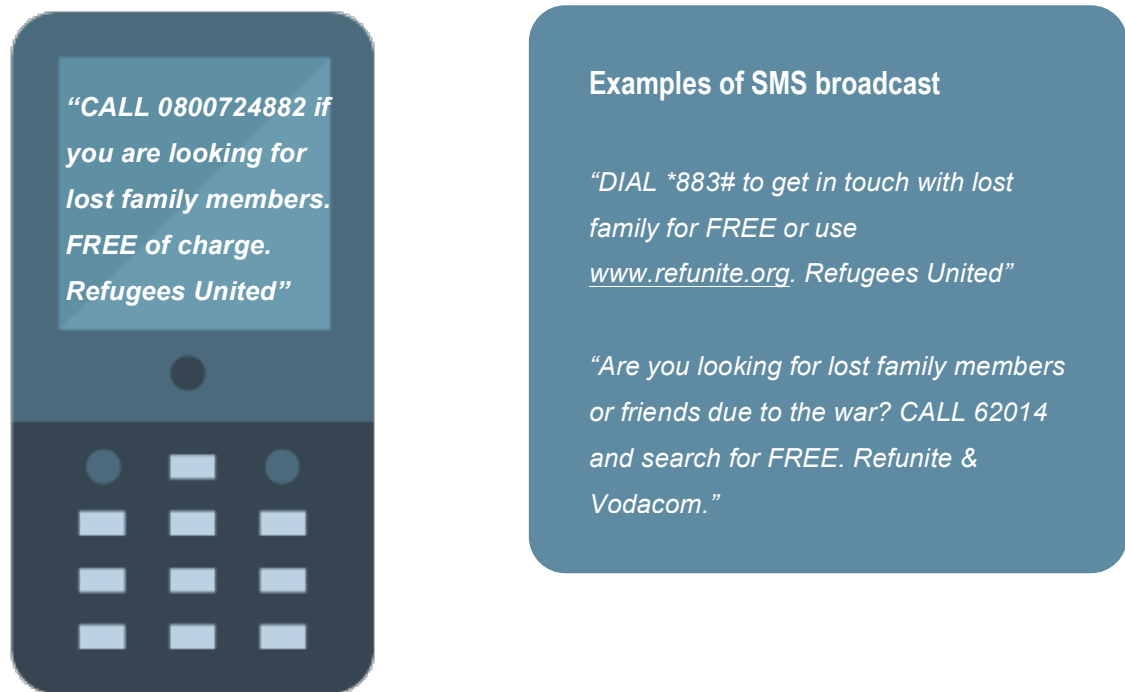 “CALL 0800724882 if
you are looking for
lost family members.
FREE of charge.
Refugees United”
Examples of SMS broadcast
“DIAL *883# to get in touch with lost
family for FREE or use
www.refunite.org. Refugees United”
“Are you looking for lost family members
or friends due to the war? CALL 62014
and search for FREE. Refunite &
Vodacom.”